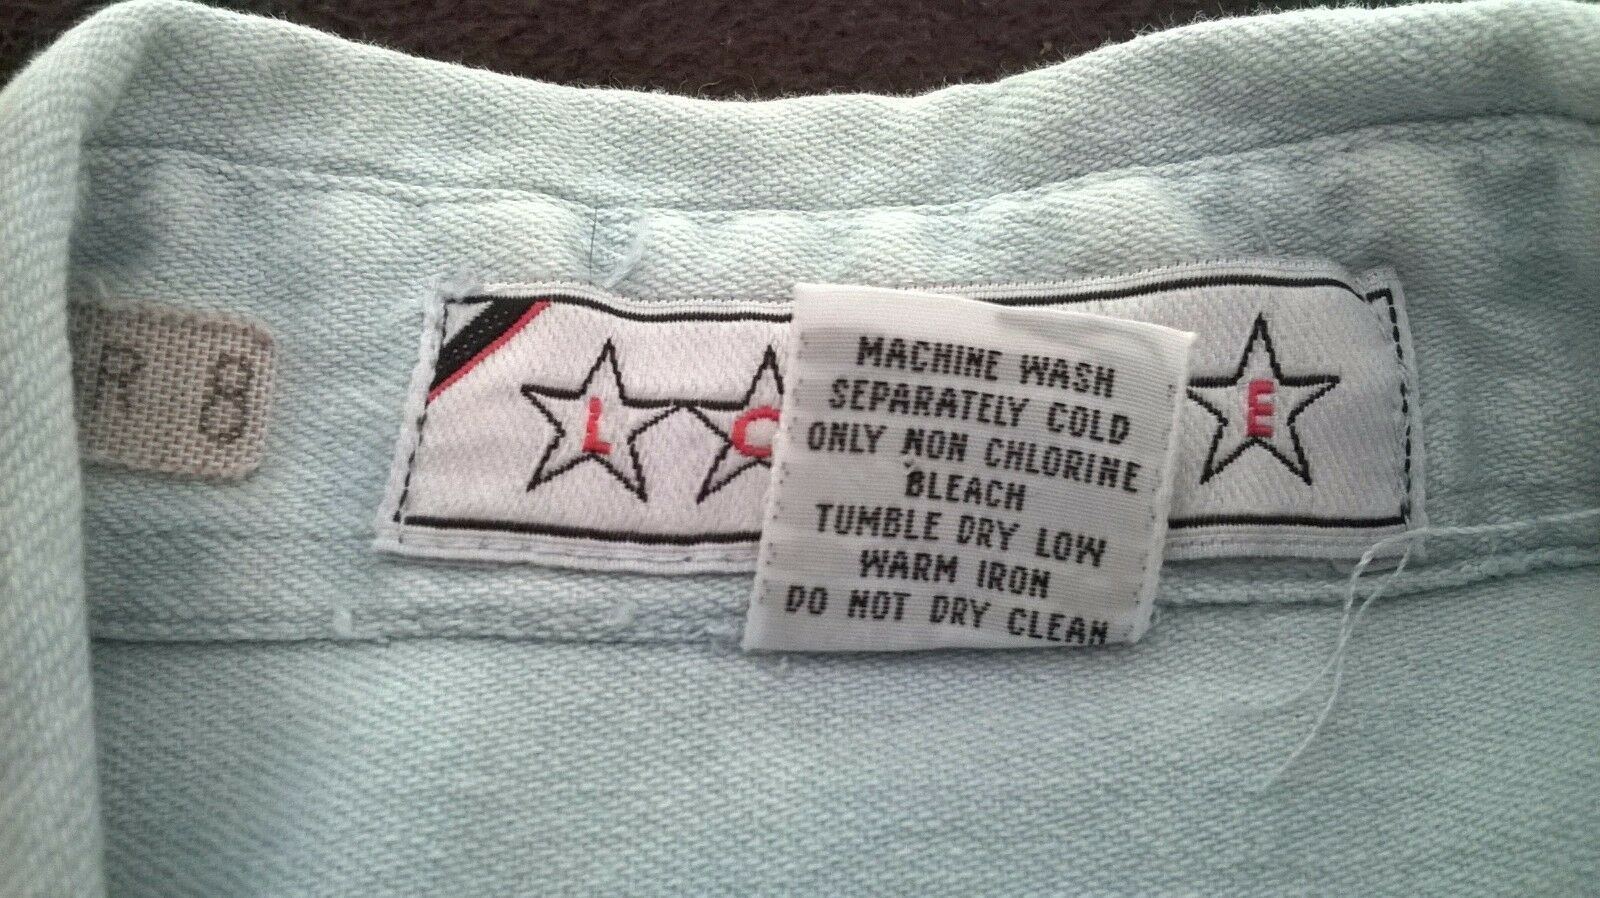 R 8
L C E
MACHINE WASH
SEPARATELY COLD
ONLY NON CHLORINE
BLEACH
TUMBLE DRY LOW
WARM IRON
DO NOT DRY CLEAN